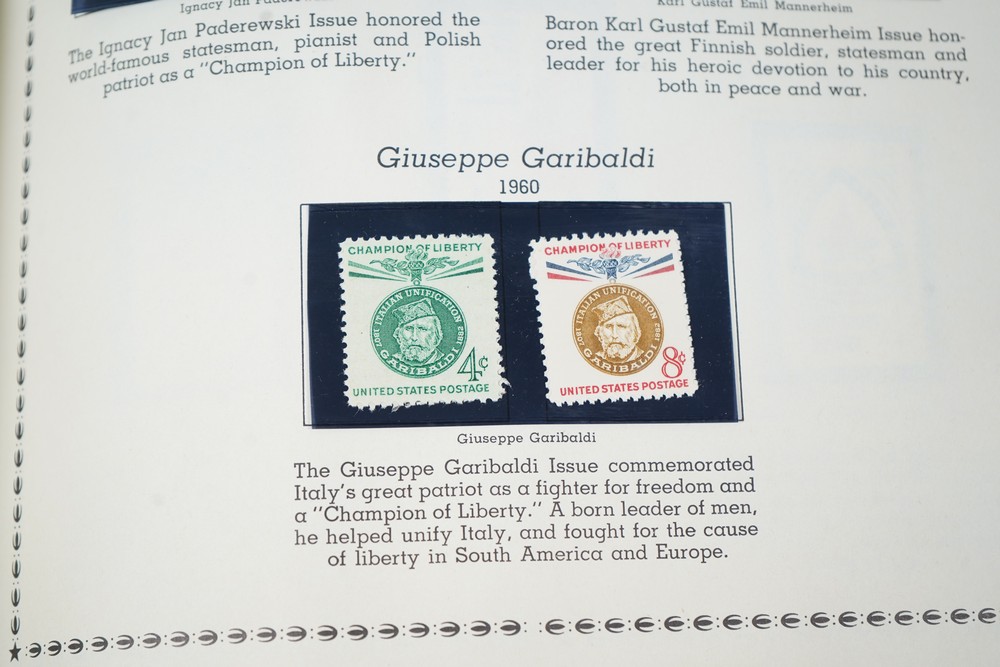 Ignacy Jan Paderewski
The Ignacy Jan Paderewski Issue honored the
world-famous statesman, pianist and Polish
patriot as a "Champion of Liberty."
Karl Gustaf Emil Mannerheim
Baron Karl Gustaf Emil Mannerheim Issue hon-
ored the great Finnish soldier, statesman and
leader for his heroic devotion to his country,
both in peace and war.
Giuseppe Garibaldi
1960
CHAMPION OF LIBERTY
ITALIAN UNIFICATION
1807 1882
GARIBALDI
4¢
UNITED STATES POSTAGE
CHAMPION OF LIBERTY
ITALIAN UNIFICATION
1807 1882
GARIBALDI
8¢
UNITED STATES POSTAGE
Giuseppe Garibaldi
The Giuseppe Garibaldi Issue commemorated
Italy's great patriot as a fighter for freedom and
a "Champion of Liberty." A born leader of men,
he helped unify Italy, and fought for the cause
of liberty in South America and Europe.